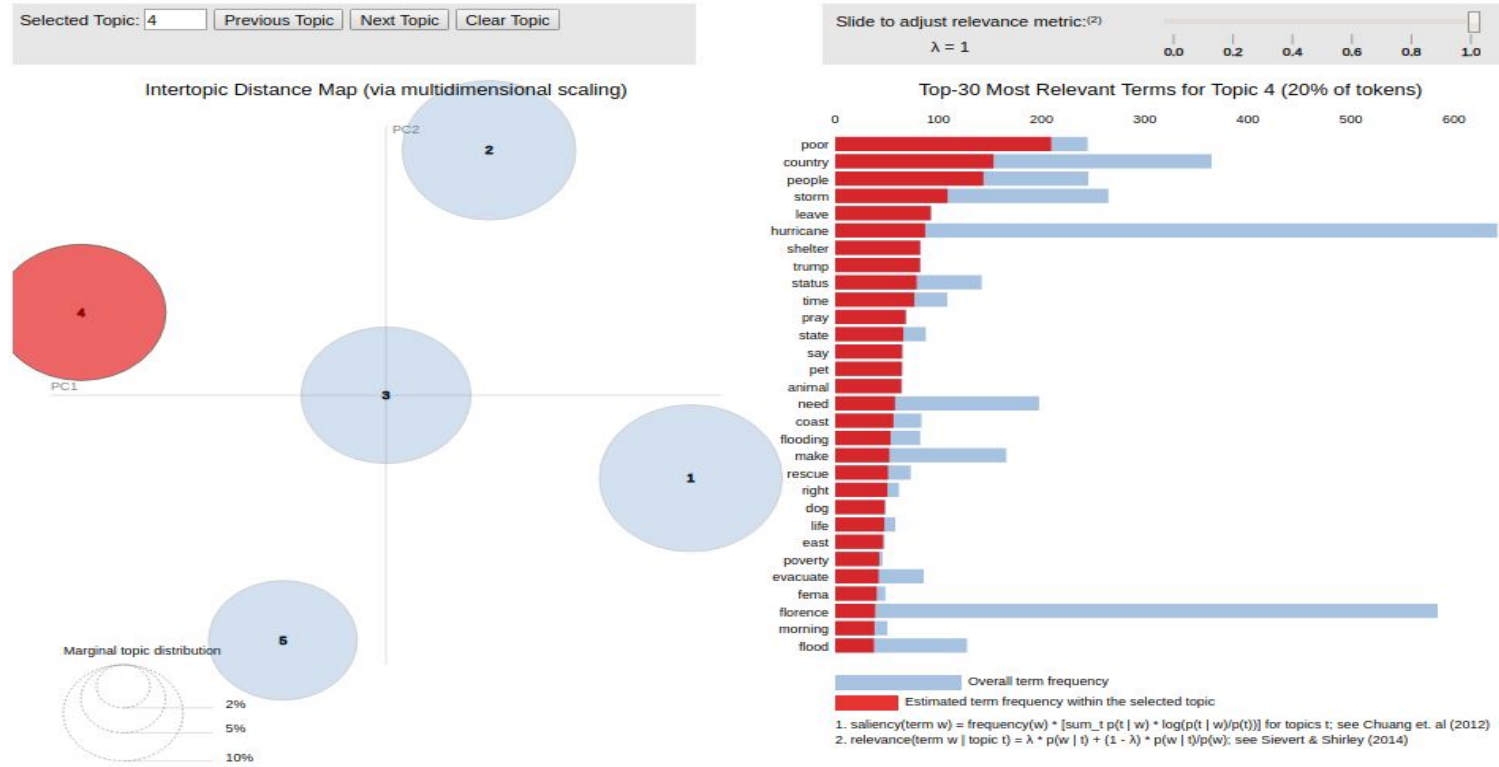 Selected Topic: 4 Previous Topic Next Topic Clear Topic
Slide to adjust relevance metric:(2)
λ = 1
0.0 0.2 0.4 0.6 0.8 1.0
Intertopic Distance Map (via multidimensional scaling)
PC2
2
4
PC1
3
1
5
Marginal topic distribution
2%
5%
10%
Top-30 Most Relevant Terms for Topic 4 (20% of tokens)
0 100 200 300 400 500 600
poor
country
people
storm
leave
hurricane
shelter
trump
status
time
pray
state
say
pet
animal
need
coast
flooding
make
rescue
right
dog
life
east
poverty
evacuate
fema
florence
morning
flood
Overall term frequency
Estimated term frequency within the selected topic
1. saliency(term w) = frequency(w) * [sum_t p(t | w) * log(p(t | w)/p(t))] for topics t; see Chuang et. al (2012)
2. relevance(term w | topic t) = λ * p(w | t) + (1 - λ) * p(w | t)/p(w); see Sievert & Shirley (2014)